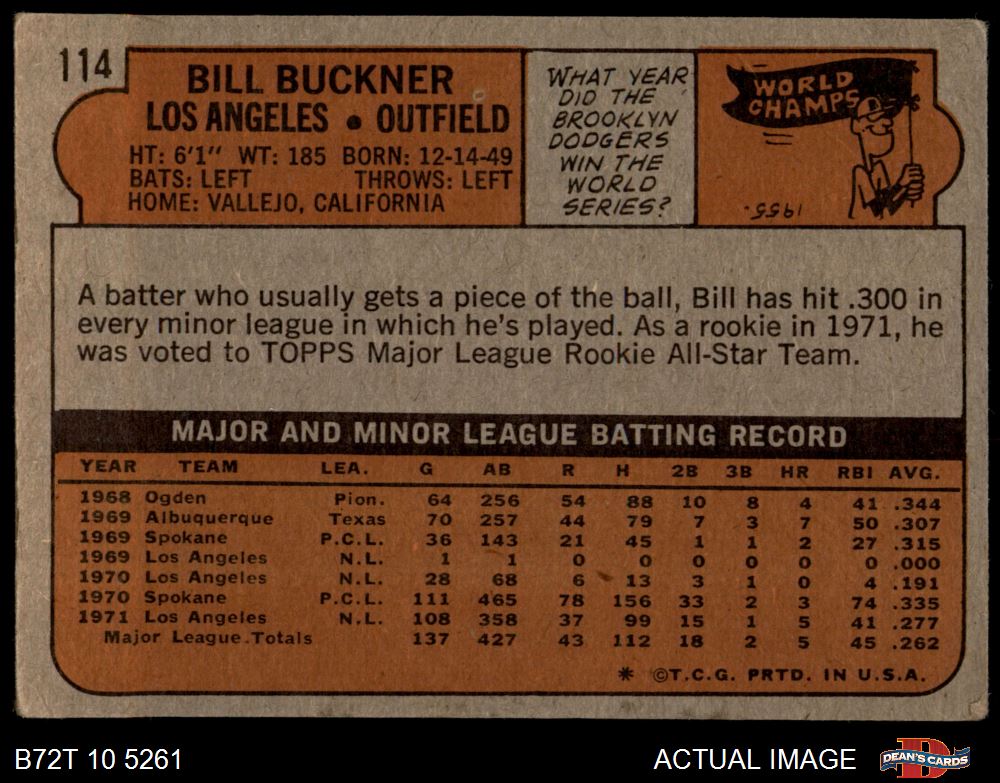 114
BILL BUCKNER
LOS ANGELES • OUTFIELD
HT: 6'1" WT: 185 BORN: 12-14-49
BATS: LEFT THROWS: LEFT
HOME: VALLEJO, CALIFORNIA
WHAT YEAR
DID THE
BROOKLYN
DODGERS
WIN THE
WORLD
SERIES?
WORLD
CHAMPS
1955.
A batter who usually gets a piece of the ball, Bill has hit .300 in
every minor league in which he's played. As a rookie in 1971, he
was voted to TOPPS Major League Rookie All-Star Team.
MAJOR AND MINOR LEAGUE BATTING RECORD
YEAR TEAM LEA. G AB R H 2B 3B HR RBI AVG.
1968 Ogden Pion. 64 256 54 88 10 8 4 41 .344
1969 Albuquerque Texas 70 257 44 79 7 3 7 50 .307
1969 Spokane P.C.L. 36 143 21 45 1 1 2 27 .315
1969 Los Angeles N.L. 1 1 0 0 0 0 0 0 .000
1970 Los Angeles N.L. 28 68 6 13 3 1 0 4 .191
1970 Spokane P.C.L. 111 465 78 156 33 2 3 74 .335
1971 Los Angeles N.L. 108 358 37 99 15 1 5 41 .277
Major League Totals 137 427 43 112 18 2 5 45 .262
* ©T.C.G. PRTD. IN U.S.A.
B72T 10 5261
ACTUAL IMAGE
DEAN'S CARDS